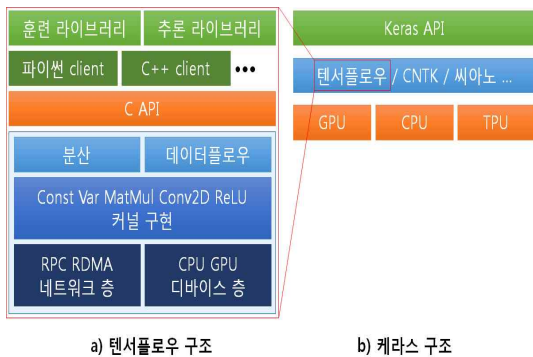 훈련 라이브러리
추론 라이브러리
파이썬 client
C++ client
•••
C API
분산
데이터플로우
Const Var MatMul Conv2D ReLU
커널 구현
RPC RDMA
네트워크 층
CPU GPU
디바이스 층
a) 텐서플로우 구조
Keras API
텐서플로우 / CNTK / 씨아노 ...
GPU
CPU
TPU
b) 케라스 구조